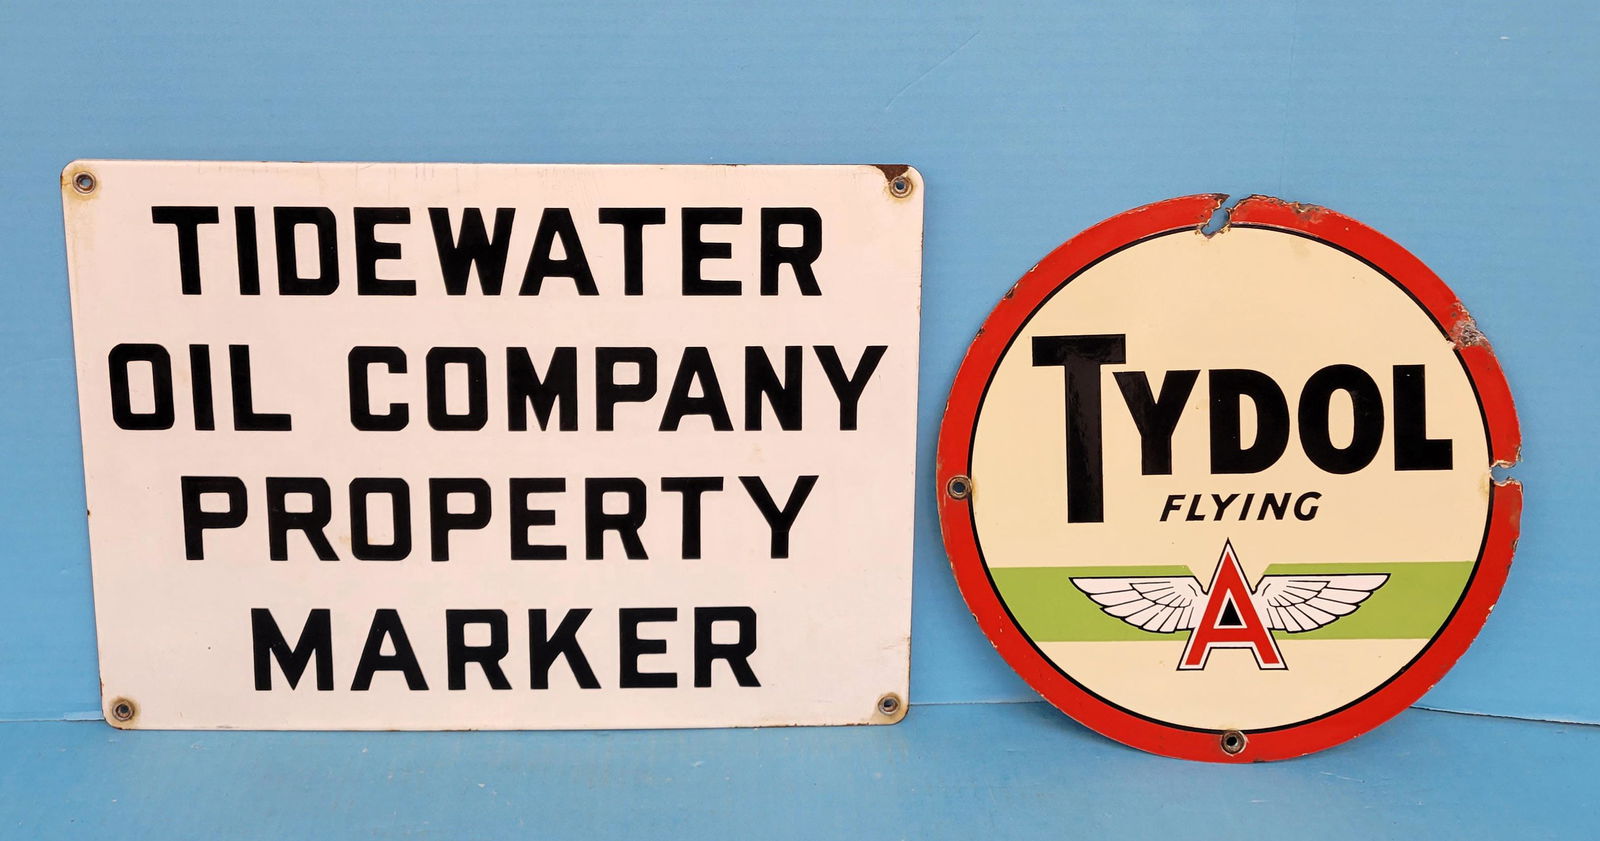 TIDEWATER
OIL COMPANY
PROPERTY
MARKER
TYDOL
FLYING
A